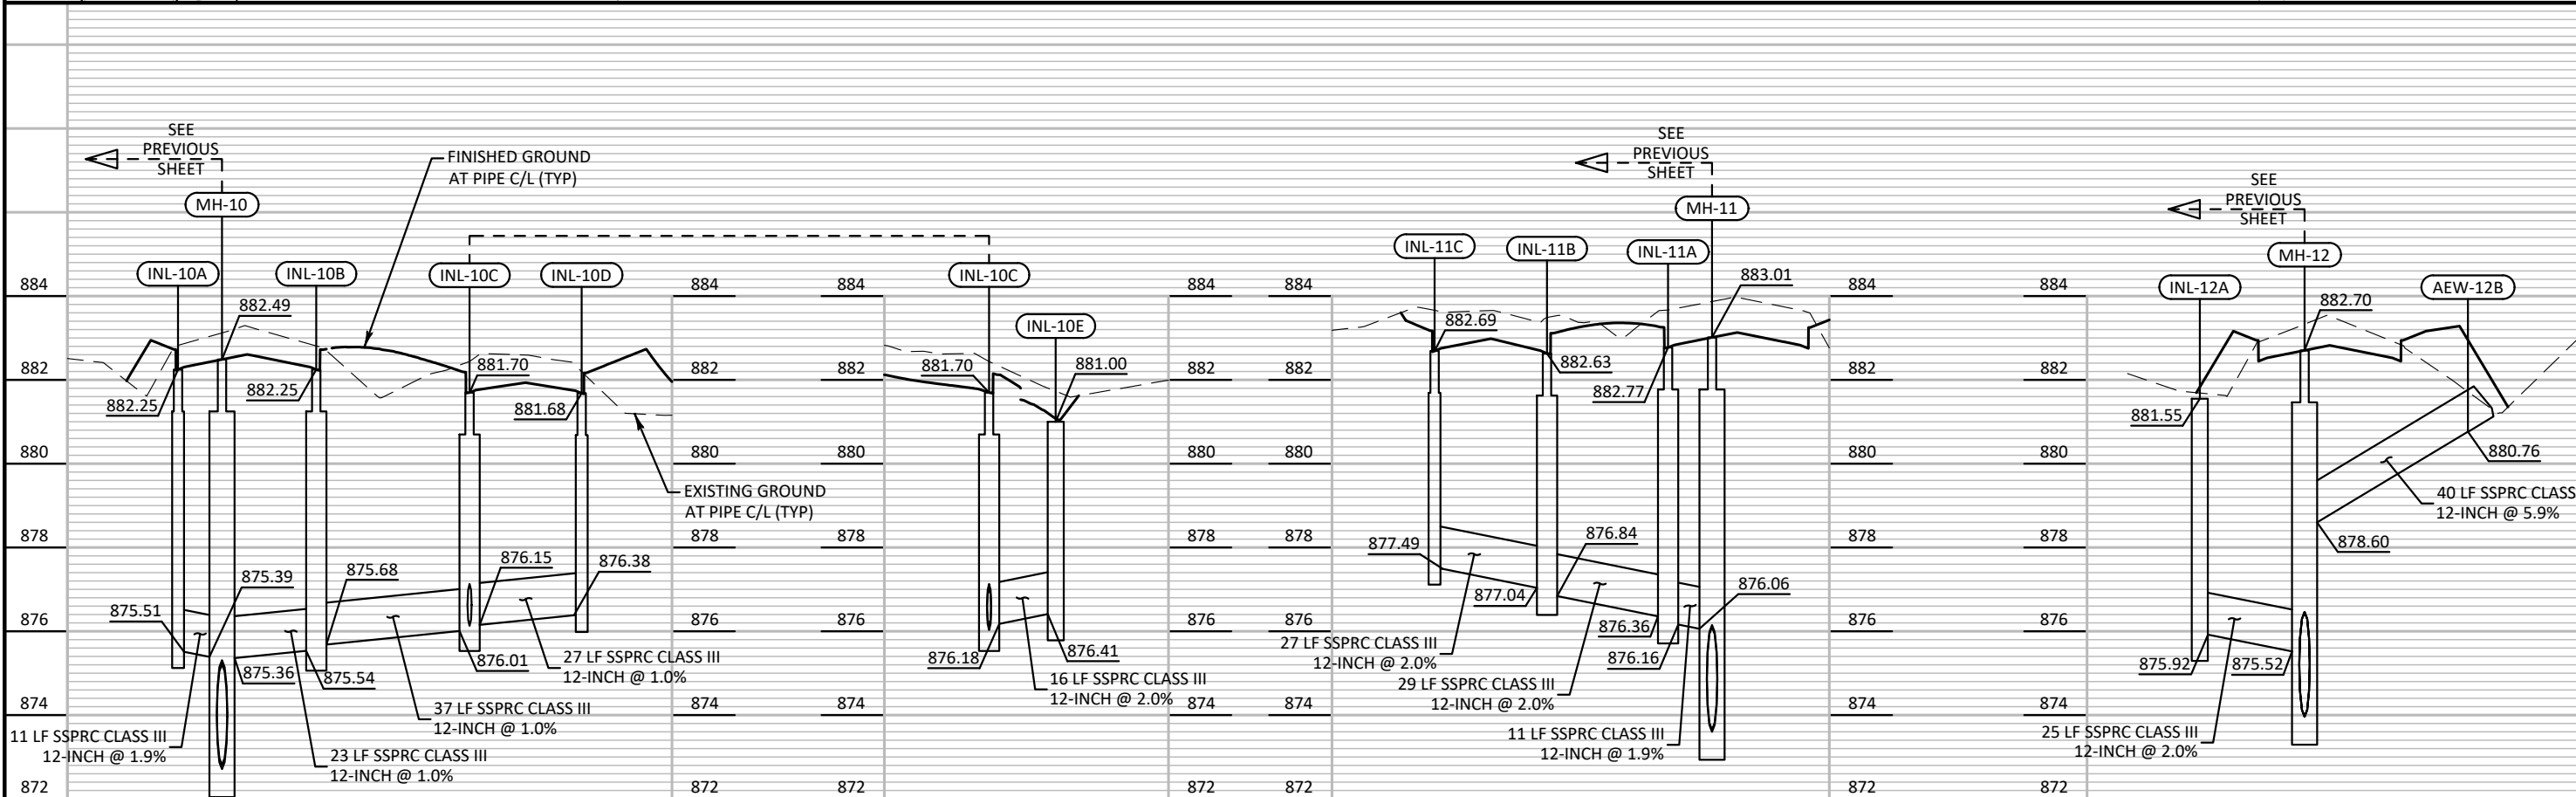 SEE
PREVIOUS
SHEET
MH-10
FINISHED GROUND
AT PIPE C/L (TYP)
INL-10A
INL-10B
INL-10C
INL-10D
882.49
882.25
882.25
881.70
881.68
EXISTING GROUND
AT PIPE C/L (TYP)
875.51
875.39
875.68
876.15
876.38
875.36
875.54
876.01
11 LF SSPRC CLASS III
12-INCH @ 1.9%
23 LF SSPRC CLASS III
12-INCH @ 1.0%
37 LF SSPRC CLASS III
12-INCH @ 1.0%
27 LF SSPRC CLASS III
12-INCH @ 1.0%
884
882
880
878
876
874
872
884
882
880
878
876
874
872
884
882
880
878
876
874
872
INL-10C
INL-10E
881.70
881.00
876.18
876.41
16 LF SSPRC CLASS III
12-INCH @ 2.0%
884
882
880
878
876
874
872
884
882
880
878
876
874
872
SEE
PREVIOUS
SHEET
MH-11
INL-11C
INL-11B
INL-11A
883.01
882.69
882.63
882.77
877.49
877.04
876.84
876.36
876.16
876.06
27 LF SSPRC CLASS III
12-INCH @ 2.0%
29 LF SSPRC CLASS III
12-INCH @ 2.0%
11 LF SSPRC CLASS III
12-INCH @ 1.9%
884
882
880
878
876
874
872
884
882
880
878
876
874
872
SEE
PREVIOUS
SHEET
MH-12
INL-12A
AEW-12B
882.70
881.55
880.76
40 LF SSPRC CLASS
12-INCH @ 5.9%
878.60
875.92
875.52
25 LF SSPRC CLASS III
12-INCH @ 2.0%